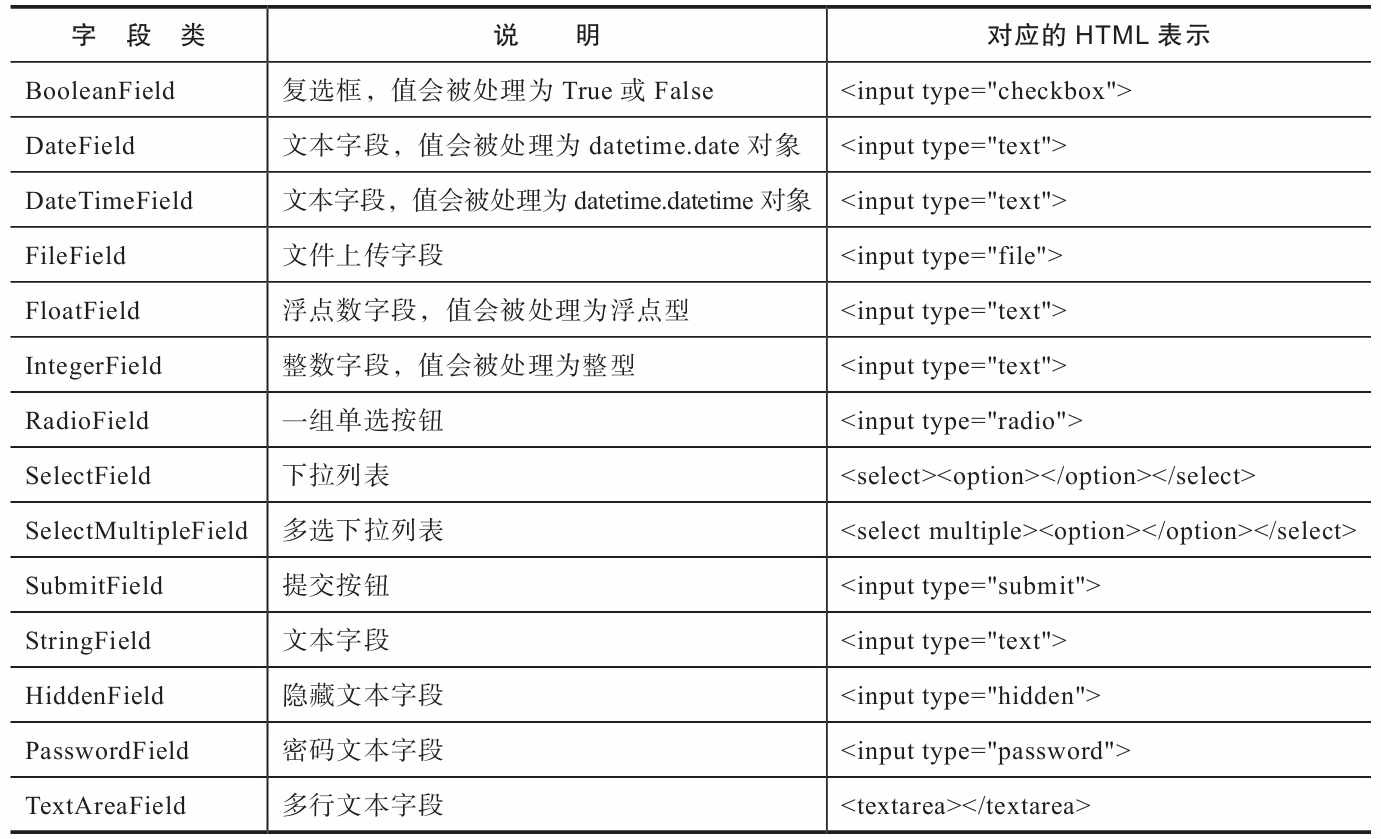 字 段 类 说 明 对应的 HTML 表示
BooleanField 复选框，值会被处理为 True 或 False <input type="checkbox">
DateField 文本字段，值会被处理为 datetime.date 对象 <input type="text">
DateTimeField 文本字段，值会被处理为 datetime.datetime 对象 <input type="text">
FileField 文件上传字段 <input type="file">
FloatField 浮点数字段，值会被处理为浮点型 <input type="text">
IntegerField 整数字段，值会被处理为整型 <input type="text">
RadioField 一组单选按钮 <input type="radio">
SelectField 下拉列表 <select><option></option></select>
SelectMultipleField 多选下拉列表 <select multiple><option></option></select>
SubmitField 提交按钮 <input type="submit">
StringField 文本字段 <input type="text">
HiddenField 隐藏文本字段 <input type="hidden">
PasswordField 密码文本字段 <input type="password">
TextAreaField 多行文本字段 <textarea></textarea>